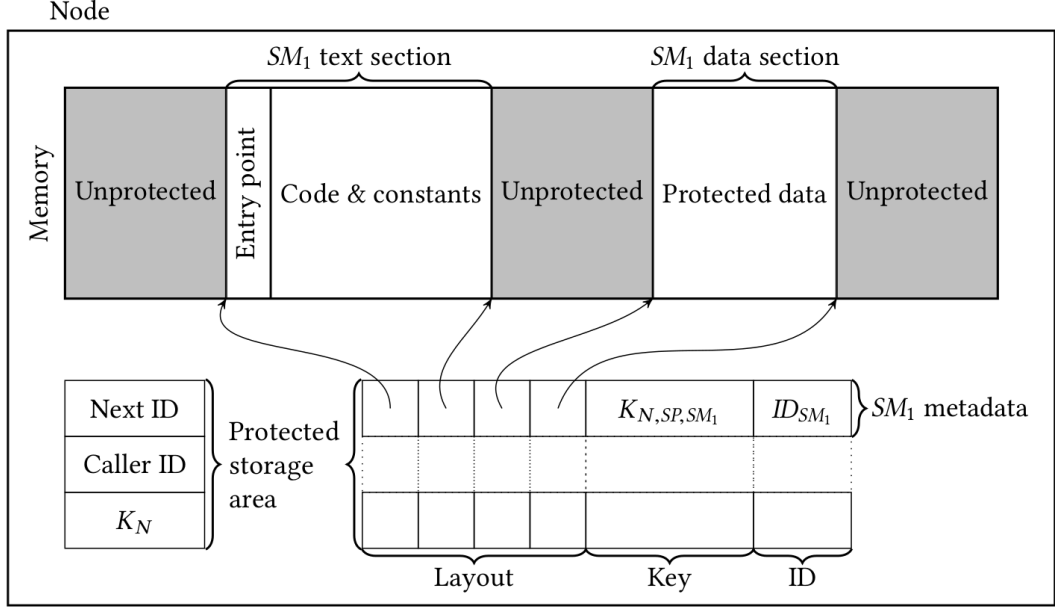 Node
SM₁ text section
SM₁ data section
Memory
Unprotected
Entry point
Code & constants
Unprotected
Protected data
Unprotected
Next ID
Caller ID
K_N
Protected
storage
area
K_{N,SP,SM₁}
ID_{SM₁}
SM₁ metadata
Layout
Key
ID